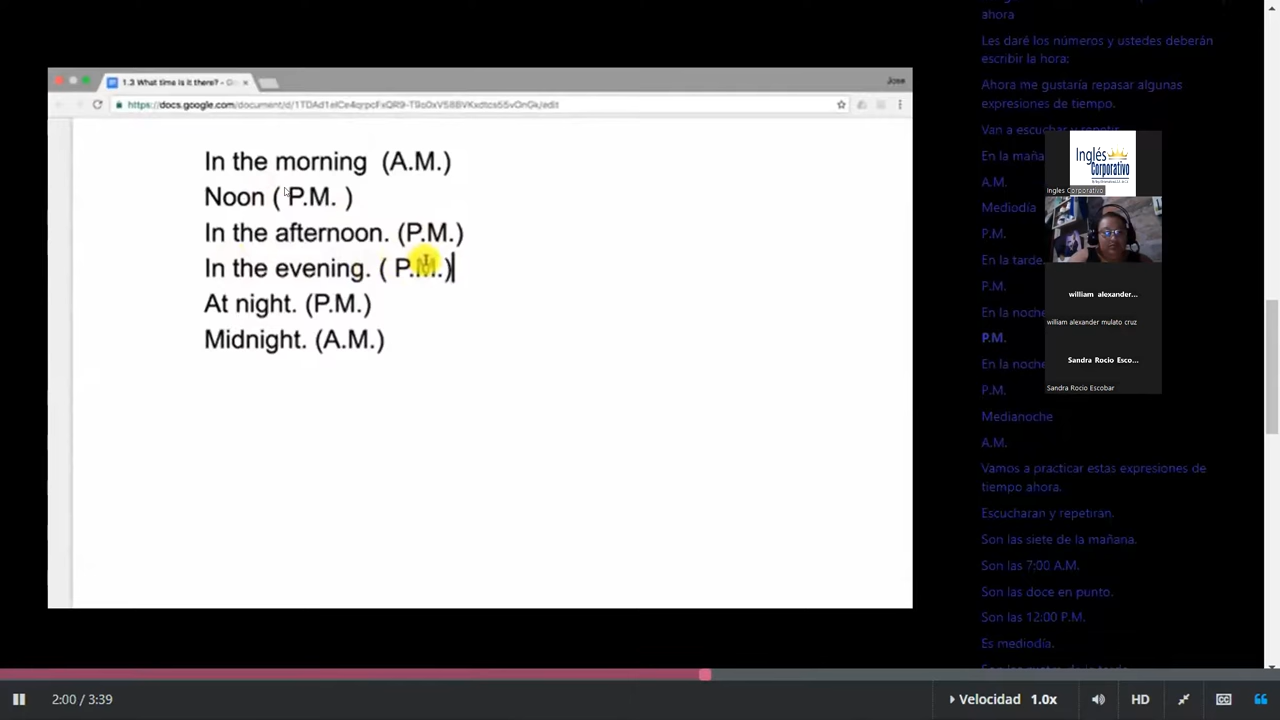 1.3 What time is it there? - Go
Jose
In the morning (A.M.)
Noon ( P.M. )
In the afternoon. (P.M.)
In the evening. ( P.M.)
At night. (P.M.)
Midnight. (A.M.)
ahora
Les daré los números y ustedes deberán
escribir la hora:
Ahora me gustaría repasar algunas
expresiones de tiempo.
Van a escuchar y repetir
En la maña
A.M.
Mediodía
P.M.
En la tarde
P.M.
En la noche
P.M.
En la noche
P.M.
Medianoche
A.M.
Vamos a practicar estas expresiones de
tiempo ahora.
Escucharan y repetiran.
Son las siete de la mañana.
Son las 7:00 A.M.
Son las doce en punto.
Son las 12:00 P.M.
Es mediodía.
Inglés
Corporativo
Ingles Corporativo
william alexander...
william alexander mulato cruz
Sandra Rocio Esco...
Sandra Rocio Escobar
2:00 / 3:39
Velocidad 1.0x
HD
CC